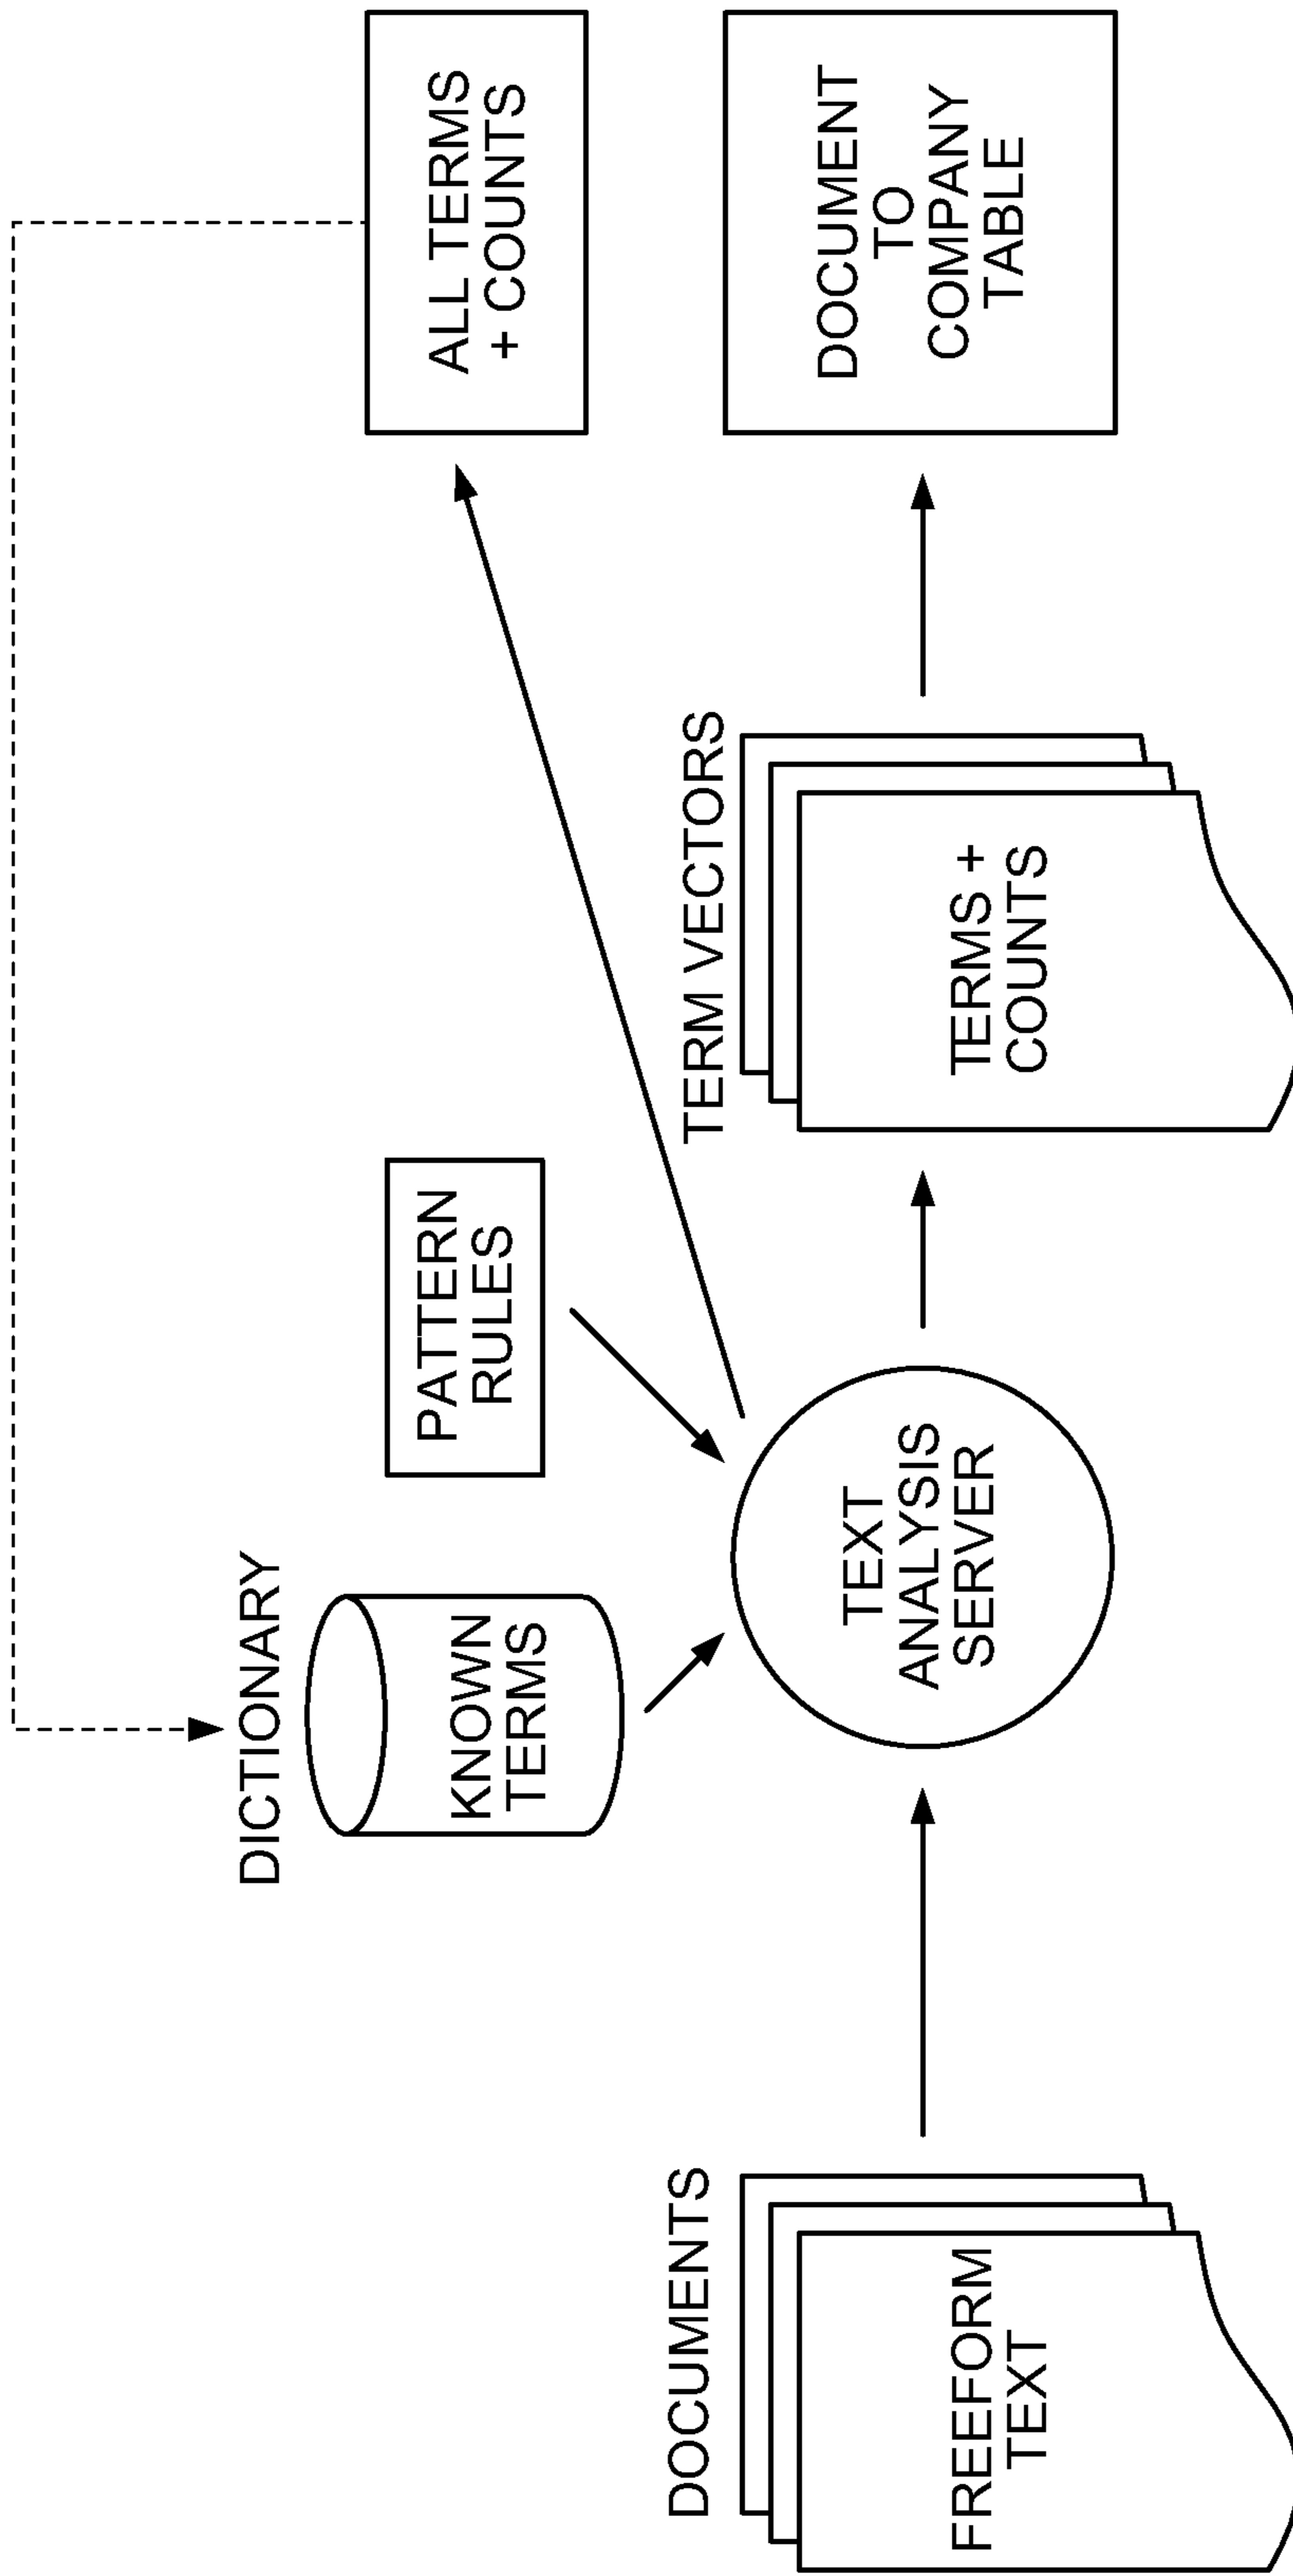 DICTIONARY
KNOWN
TERMS
PATTERN
RULES
ALL TERMS
+ COUNTS
DOCUMENTS
FREEFORM
TEXT
TEXT
ANALYSIS
SERVER
TERM VECTORS
TERMS +
COUNTS
DOCUMENT
TO
COMPANY
TABLE